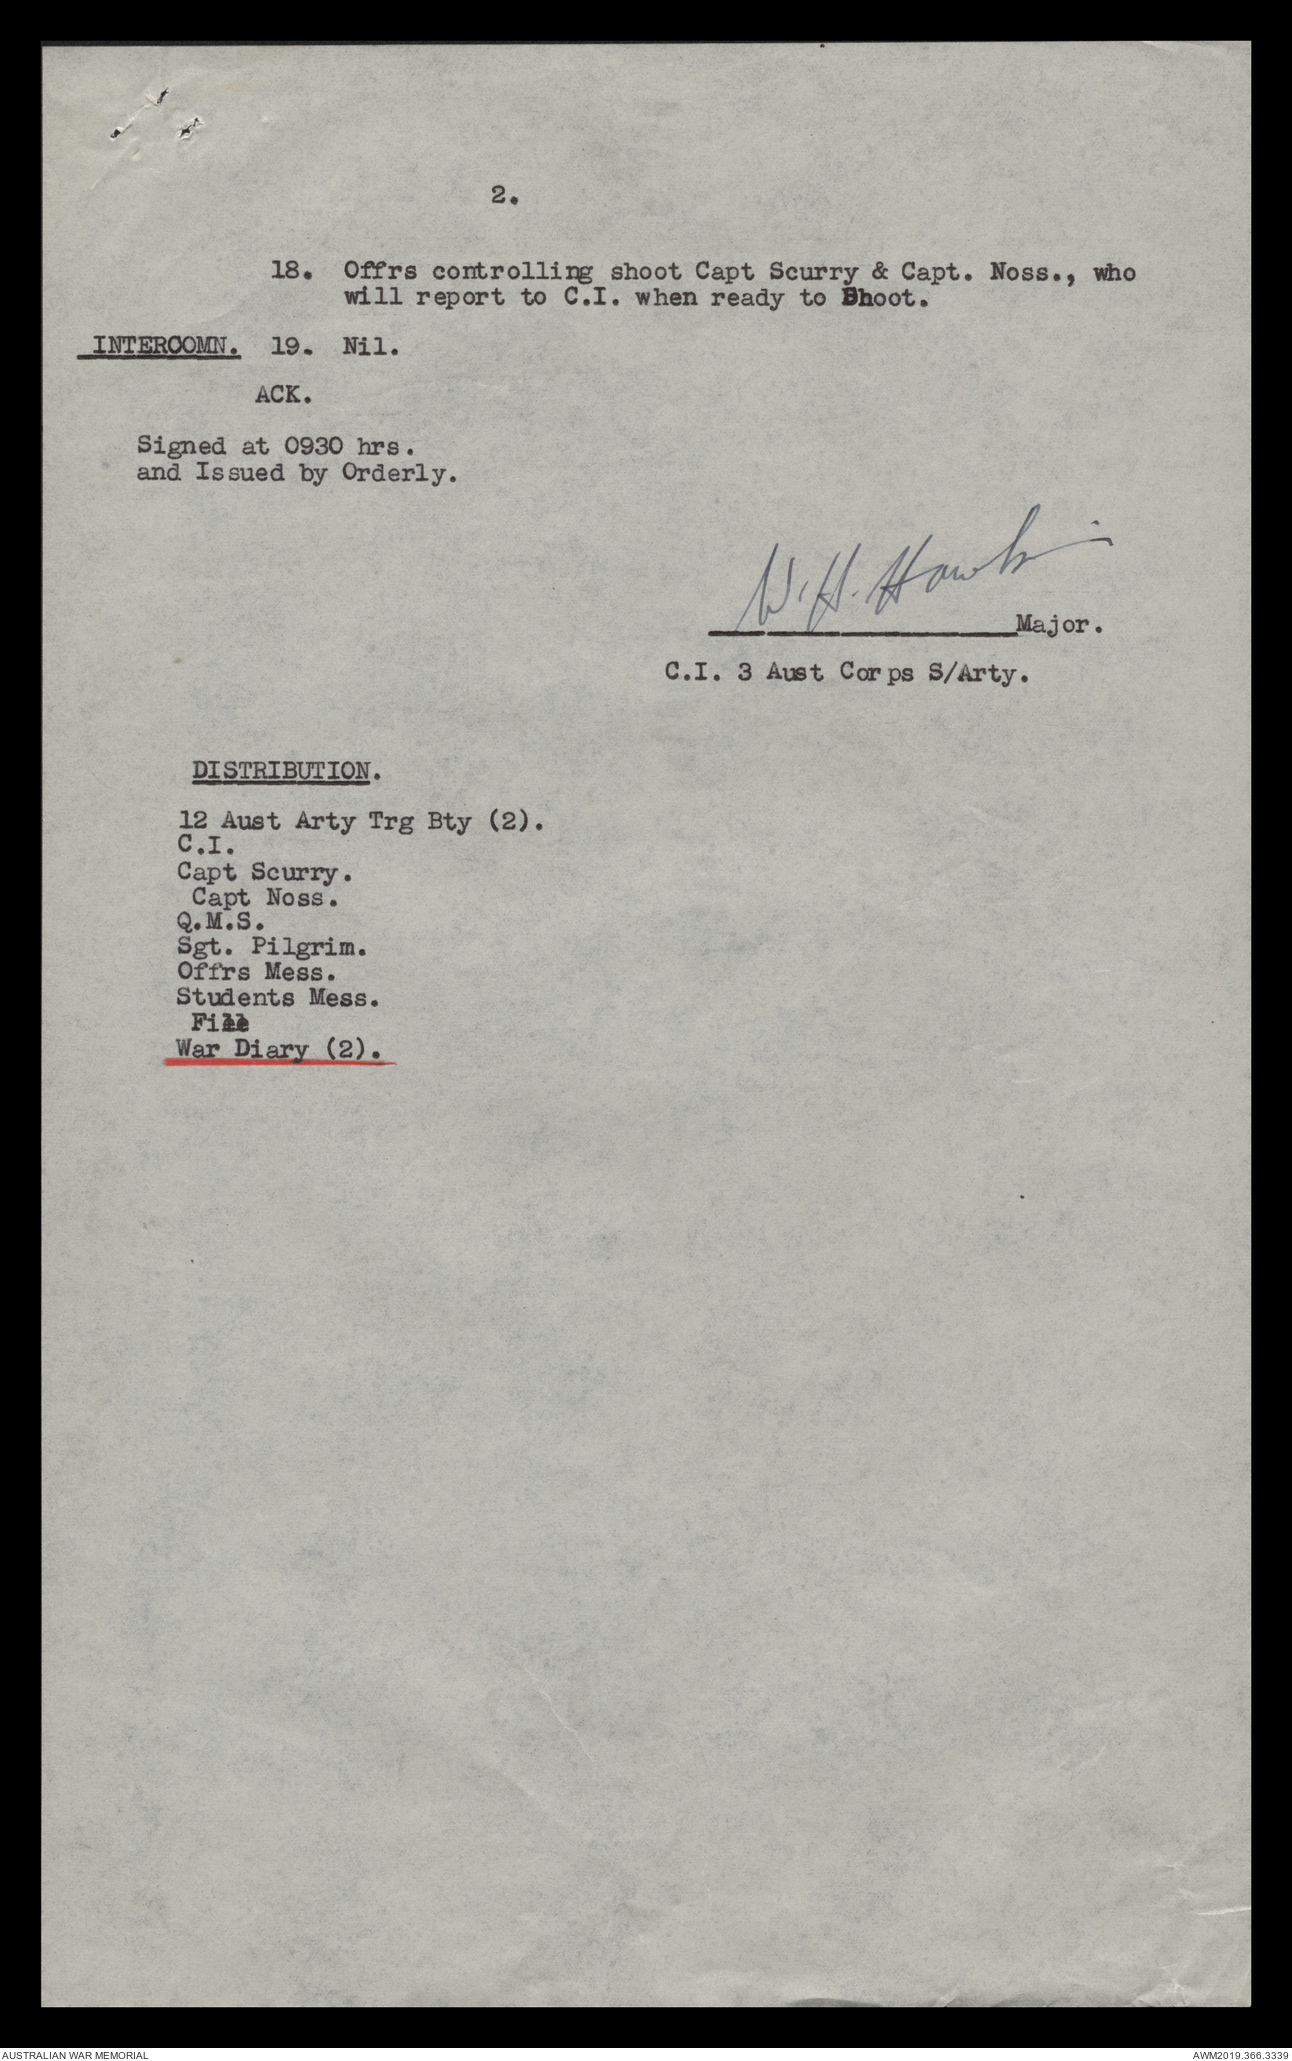 2.
18. Offrs controlling shoot Capt Scurry & Capt. Noss., who
will report to C.I. when ready to Shoot.
INTERCOMN. 19. Nil.
ACK.
Signed at 0930 hrs.
and Issued by Orderly.
W.H.
Major.
C.I. 3 Aust Corps S/Arty.
DISTRIBUTION.
12 Aust Arty Trg Bty (2).
C.I.
Capt Scurry.
Capt Noss.
Q.M.S.
Sgt. Pilgrim.
Offrs Mess.
Students Mess.
File
War Diary (2).
AUSTRALIAN WAR MEMORIAL
AWM2019.366.3339